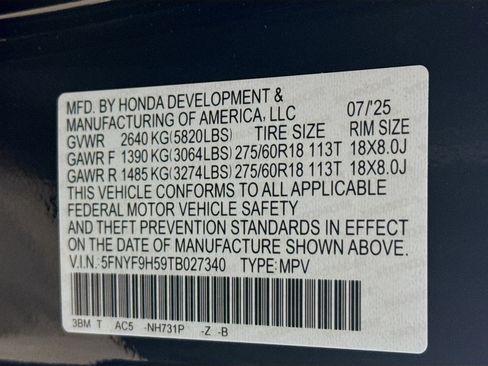 MFD. BY HONDA DEVELOPMENT &
MANUFACTURING OF AMERICA, LLC 07/'25
GVWR 2640 KG(5820LBS) TIRE SIZE RIM SIZE
GAWR F 1390 KG(3064LBS) 275/60R18 113T 18X8.0J
GAWR R 1485 KG(3274LBS) 275/60R18 113T 18X8.0J
THIS VEHICLE CONFORMS TO ALL APPLICABLE
FEDERAL MOTOR VEHICLE SAFETY
AND THEFT PREVENTION STANDARDS IN EFFECT
ON THE DATE OF MANUFACTURE SHOWN ABOVE.
V.I.N.:5FNYF9H59TB027340 TYPE:MPV
3BM T AC5 -NH731P -Z -B